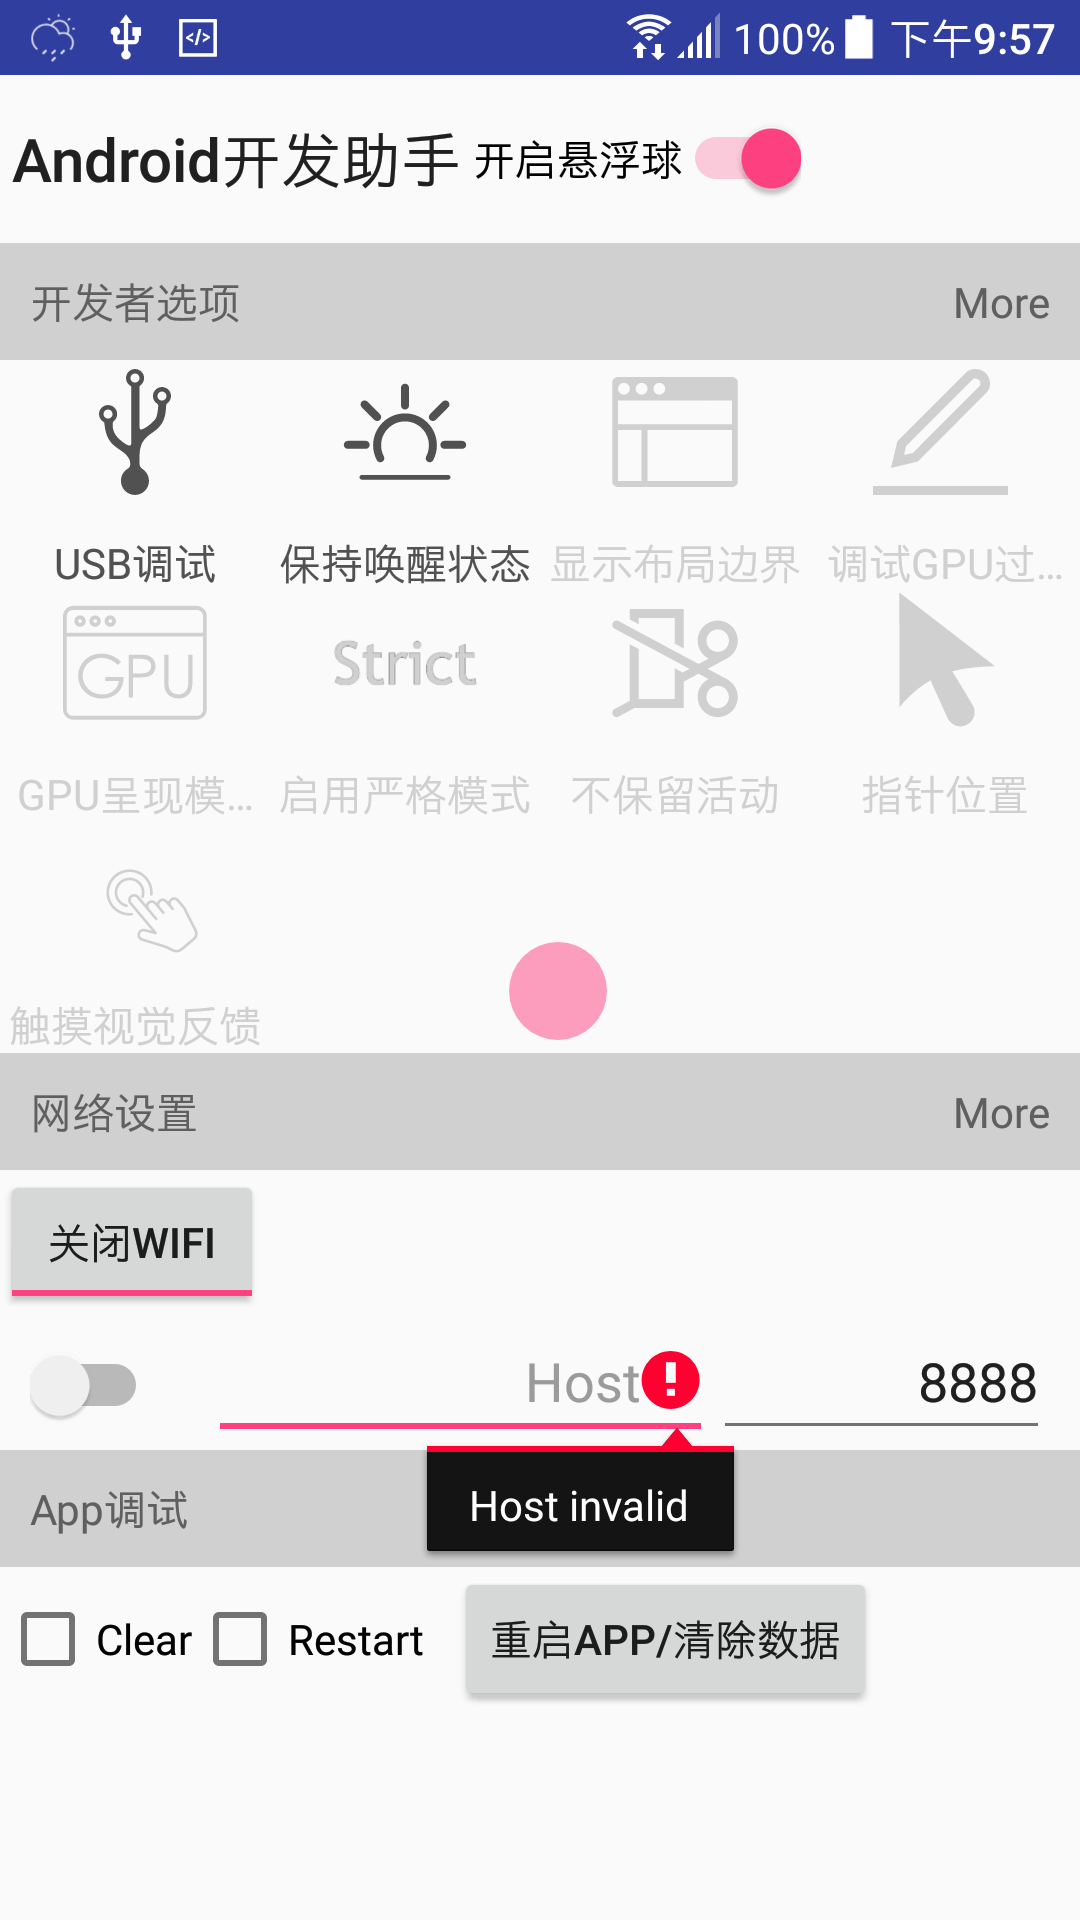 100% 下午9:57
Android开发助手 开启悬浮球
开发者选项 More
USB调试 保持唤醒状态 显示布局边界 调试GPU过...
GPU
Strict
GPU呈现模... 启用严格模式 不保留活动 指针位置
触摸视觉反馈
网络设置 More
关闭WIFI
Host 8888
App调试
Host invalid
Clear Restart 重启APP/清除数据